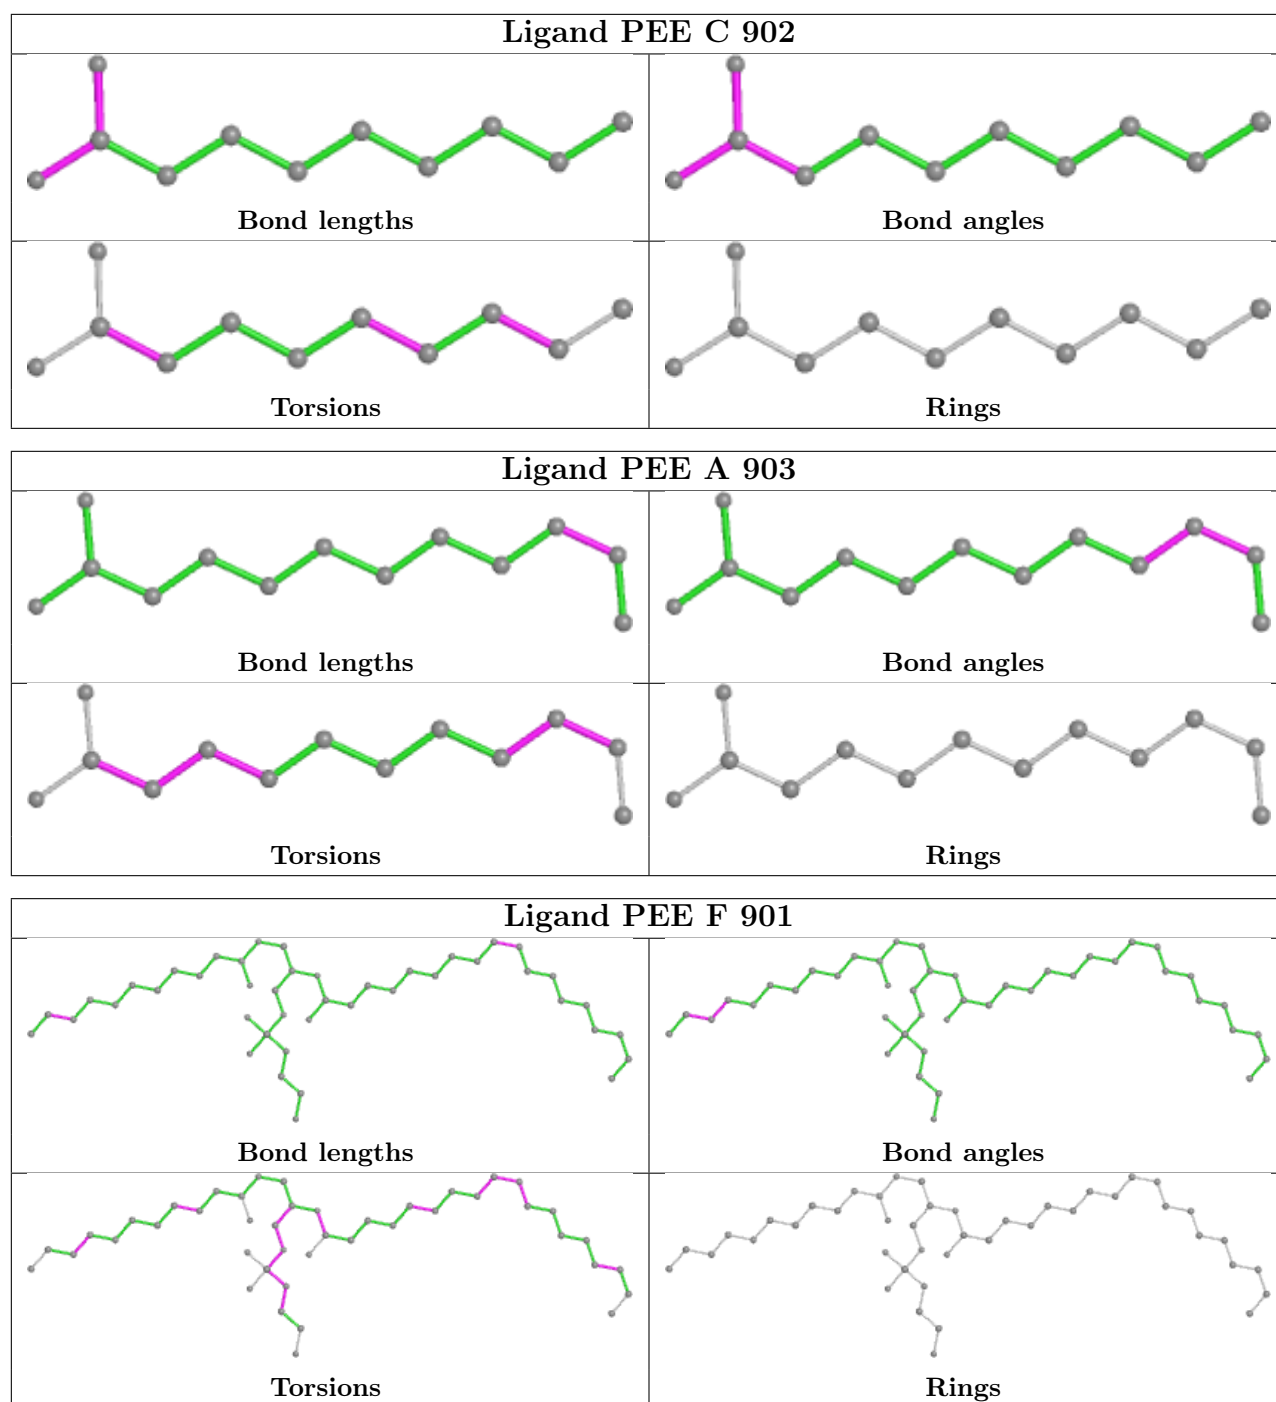 Ligand PEE C 902
Bond lengths
Bond angles
Torsions
Rings
Ligand PEE A 903
Bond lengths
Bond angles
Torsions
Rings
Ligand PEE F 901
Bond lengths
Bond angles
Torsions
Rings